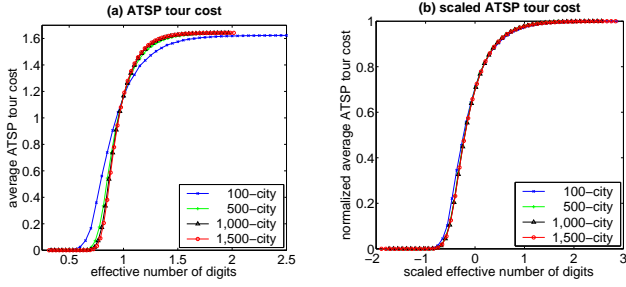 (a) ATSP tour cost
average ATSP tour cost
1.6
1.4
1.2
1
0.8
0.6
0.4
0.2
0
0.5 1 1.5 2 2.5
effective number of digits
100−city
500−city
1,000−city
1,500−city
(b) scaled ATSP tour cost
normalized average ATSP tour cost
1
0.8
0.6
0.4
0.2
0
−2 −1 0 1 2 3
scaled effective number of digits
100−city
500−city
1,000−city
1,500−city